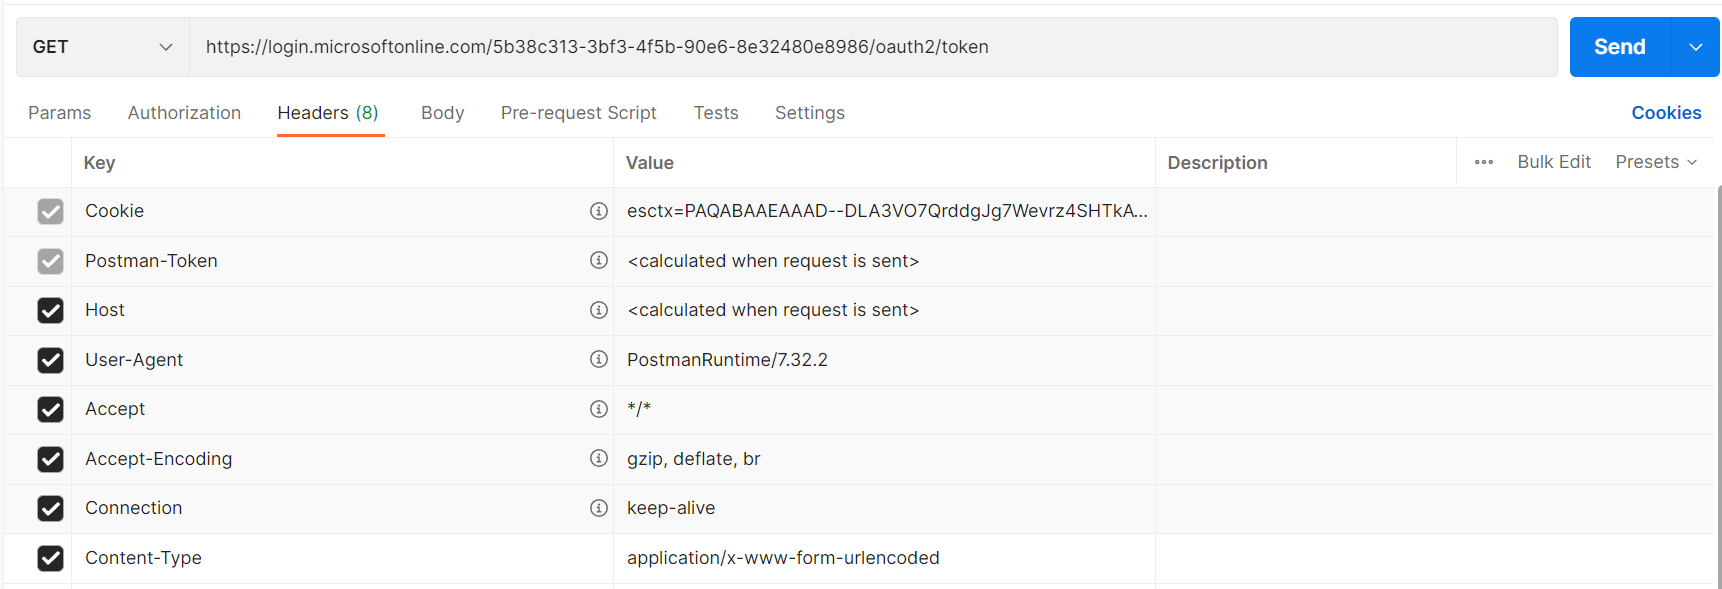 GET https://login.microsoftonline.com/5b38c313-3bf3-4f5b-90e6-8e32480e8986/oauth2/token Send
Params Authorization Headers (8) Body Pre-request Script Tests Settings Cookies
Key Value Description Bulk Edit Presets
Cookie esctx=PAQABAAEAAAD--DLA3VO7QrddgJg7Wevrz4SHTkA...
Postman-Token <calculated when request is sent>
Host <calculated when request is sent>
User-Agent PostmanRuntime/7.32.2
Accept */*
Accept-Encoding gzip, deflate, br
Connection keep-alive
Content-Type application/x-www-form-urlencoded